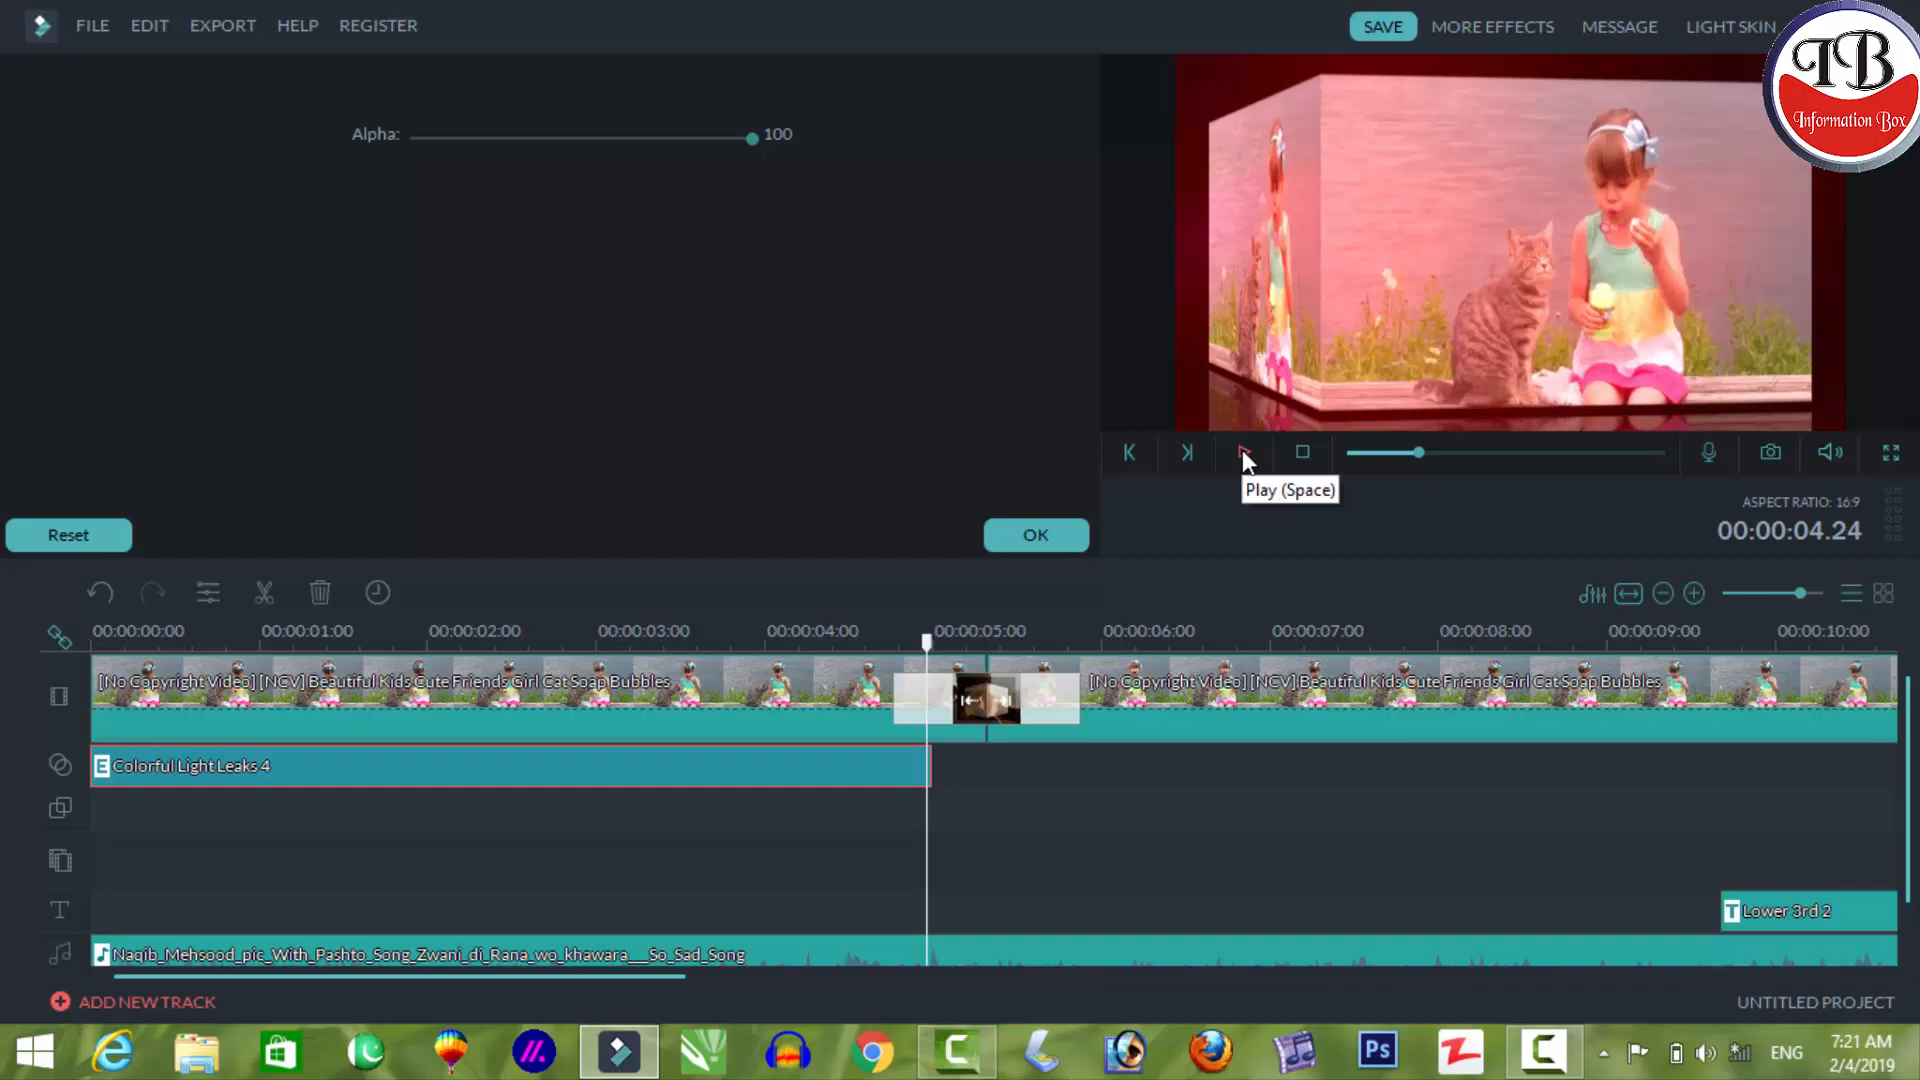 FILE EDIT EXPORT HELP REGISTER
SAVE MORE EFFECTS MESSAGE LIGHT SKIN
TB
Information Box
Alpha: 100
Play (Space)
ASPECT RATIO: 16:9
00:00:04.24
Reset
OK
00:00:00:00 00:00:01:00 00:00:02:00 00:00:03:00 00:00:04:00 00:00:05:00 00:00:06:00 00:00:07:00 00:00:08:00 00:00:09:00 00:00:10:00
[No Copyright Video] [NCV] Beautiful Kids Cute Friends Girl Cat Soap Bubbles
[No Copyright Video] [NCV] Beautiful Kids Cute Friends Girl Cat Soap Bubbles
E Colorful Light Leaks 4
T
T Lower 3rd 2
Naqib_Mehsood_pic_With_Pashto_Song_Zwani_di_Rana_wo_khawara__So_Sad_Song
ADD NEW TRACK
UNTITLED PROJECT
Ps
ENG
7:21 AM
2/4/2019